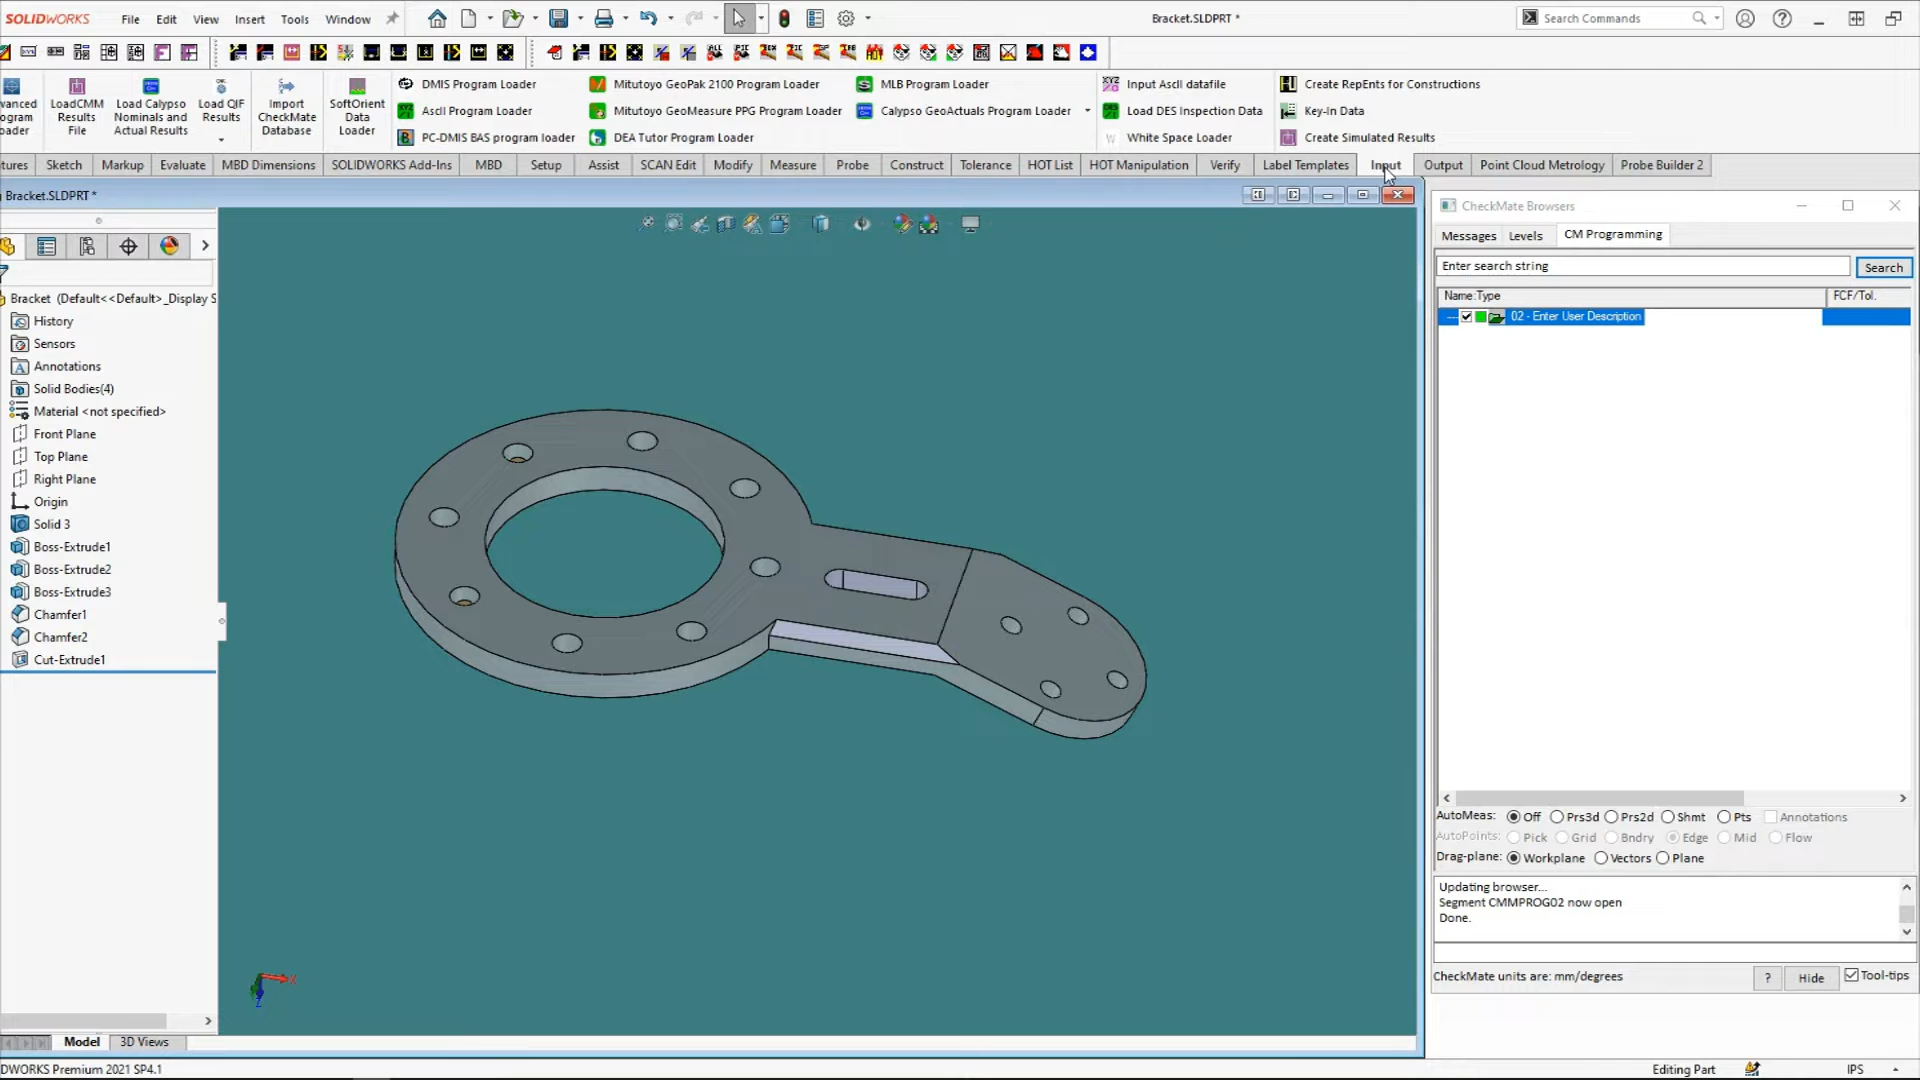 SOLIDWORKS File Edit View Insert Tools Window Bracket.SLDPRT * Search Commands
DMIS Program Loader Mitutoyo GeoPak 2100 Program Loader MLB Program Loader Input AscII datafile Create RepEnts for Constructions
vanced
ogram
oader
LoadCMM
Results
File
Load Calypso
Nominals and
Actual Results
Load QIF
Results
Import
CheckMate
Database
SoftOrient
Data
Loader
AscII Program Loader Mitutoyo GeoMeasure PPG Program Loader Calypso GeoActuals Program Loader Load DES Inspection Data Key-In Data
PC-DMIS BAS program loader DEA Tutor Program Loader White Space Loader Create Simulated Results
tures Sketch Markup Evaluate MBD Dimensions SOLIDWORKS Add-Ins MBD Setup Assist SCAN Edit Modify Measure Probe Construct Tolerance HOT List HOT Manipulation Verify Label Templates Input Output Point Cloud Metrology Probe Builder 2
Bracket.SLDPRT *
Bracket (Default<<Default>_Display S
History
Sensors
Annotations
Solid Bodies(4)
Material <not specified>
Front Plane
Top Plane
Right Plane
Origin
Solid 3
Boss-Extrude1
Boss-Extrude2
Boss-Extrude3
Chamfer1
Chamfer2
Cut-Extrude1
X
Z
CheckMate Browsers
Messages Levels CM Programming
Enter search string Search
Name:Type FCF/Tol.
02 - Enter User Description
AutoMeas: Off Prs3d Prs2d Shmt Pts Annotations
AutoPoints: Pick Grid Bndry Edge Mid Flow
Drag-plane: Workplane Vectors Plane
Updating browser...
Segment CMMPROG02 now open
Done.
CheckMate units are: mm/degrees ? Hide Tool-tips
Model 3D Views
DWORKS Premium 2021 SP4.1 Editing Part IPS